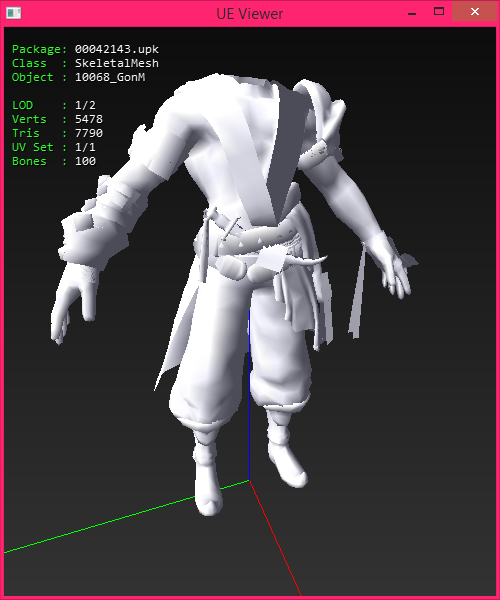 UE Viewer
Package: 00042143.upk
Class  : SkeletalMesh
Object : 10068_GonM
LOD    : 1/2
Verts  : 5478
Tris   : 7790
UV Set : 1/1
Bones  : 100